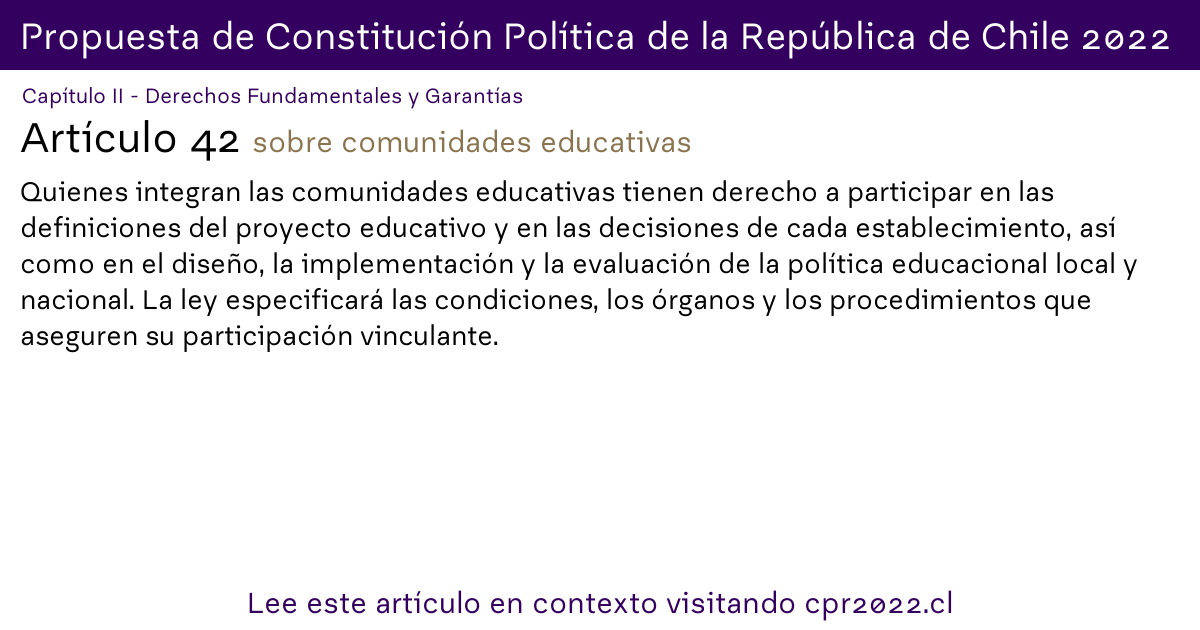 Propuesta de Constitución Política de la República de Chile 2022
Capítulo II - Derechos Fundamentales y Garantías
Artículo 42 sobre comunidades educativas
Quienes integran las comunidades educativas tienen derecho a participar en las
definiciones del proyecto educativo y en las decisiones de cada establecimiento, así
como en el diseño, la implementación y la evaluación de la política educacional local y
nacional. La ley especificará las condiciones, los órganos y los procedimientos que
aseguren su participación vinculante.
Lee este artículo en contexto visitando cpr2022.cl